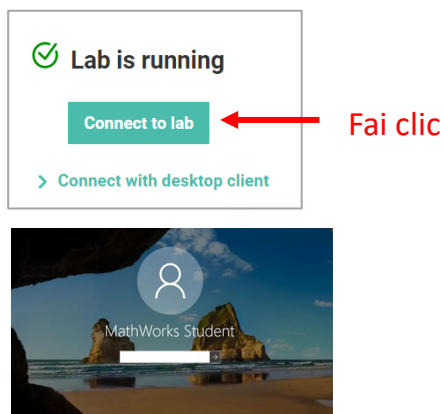 Lab is running
Connect to lab
Fai clic
Connect with desktop client
MathWorks Student